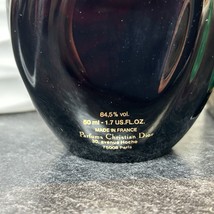 64,5% vol.
50 ml - 1.7 US.FL.OZ.
MADE IN FRANCE
Parfums Christian Dior
30, avenue Hoche
75008 Paris